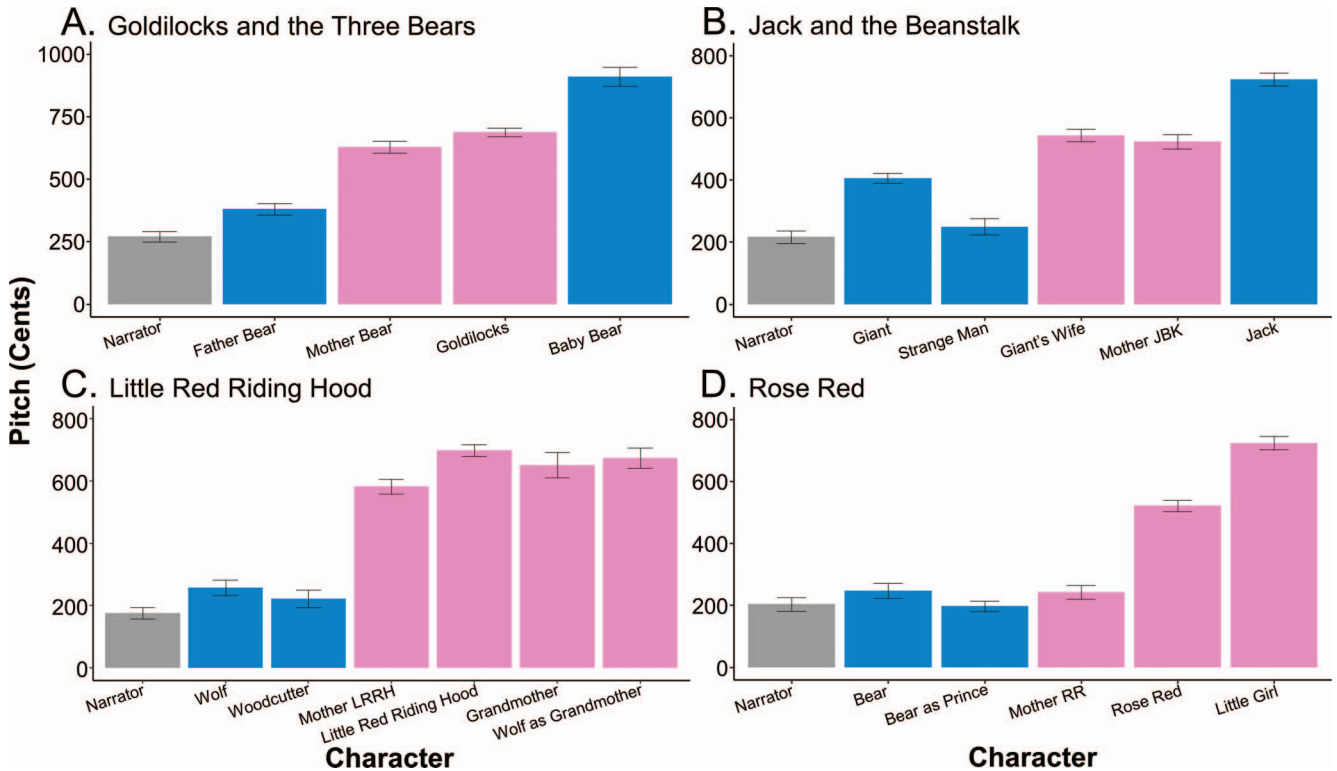 A. Goldilocks and the Three Bears
1000
750
500
250
0
Narrator
Father Bear
Mother Bear
Goldilocks
Baby Bear
B. Jack and the Beanstalk
800
600
400
200
0
Narrator
Giant
Strange Man
Giant's Wife
Mother JBK
Jack
Pitch (Cents)
C. Little Red Riding Hood
800
600
400
200
0
Narrator
Wolf
Woodcutter
Mother LRRH
Little Red Riding Hood
Grandmother
Wolf as Grandmother
Character
D. Rose Red
800
600
400
200
0
Narrator
Bear
Bear as Prince
Mother RR
Rose Red
Little Girl
Character